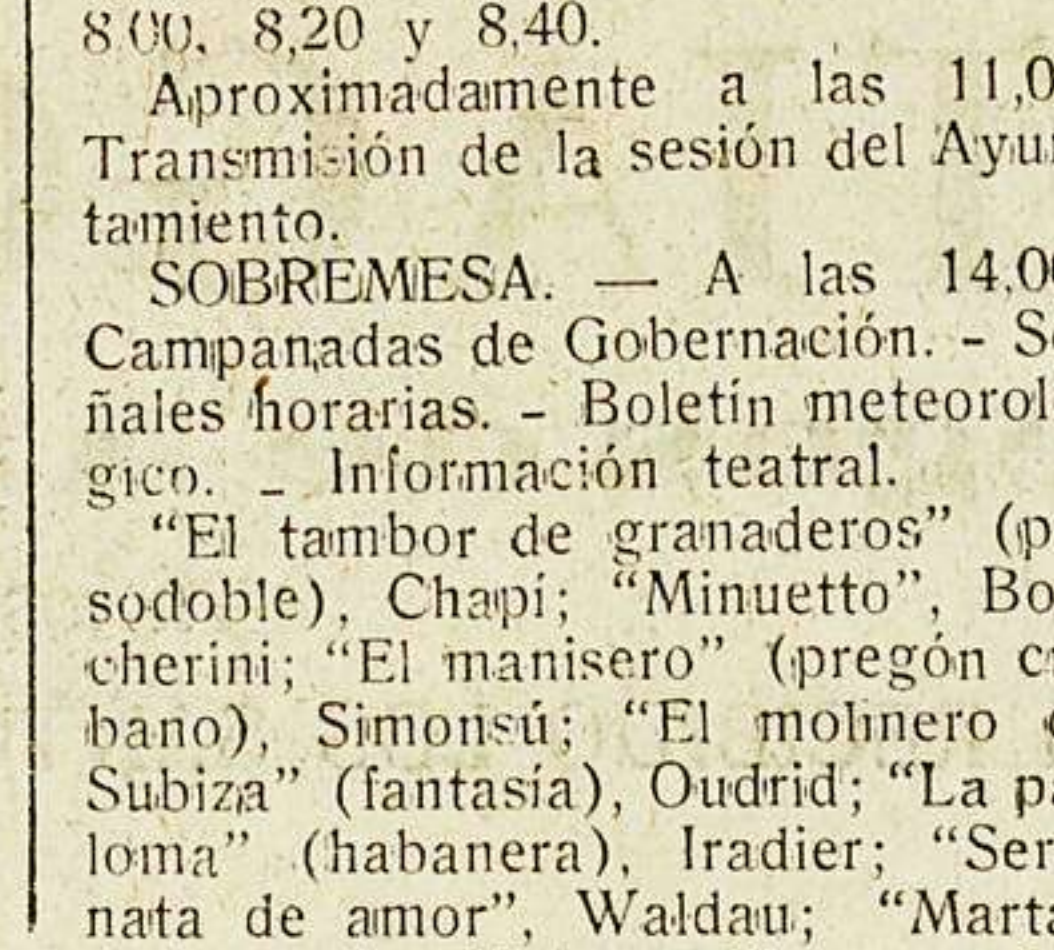 8,00, 8,20 y 8,40.
Aproximadamente a las 11,0
Transmisión de la sesión del Ayu
tamiento.
SOBREMESA. — A las 14,0
Campanadas de Gobernación. - S
ñales horarias. - Boletín meteorol
gico. - Información teatral.
"El tambor de granaderos" (p
sodoble), Chapí; "Minuetto", Bo
cherini; "El manisero" (pregón c
bano), Simonsú; "El molinero
Subiza" (fantasía), Oudrid; "La p
loma" (habanera), Iradier; "Ser
nata de amor", Waldau; "Marta